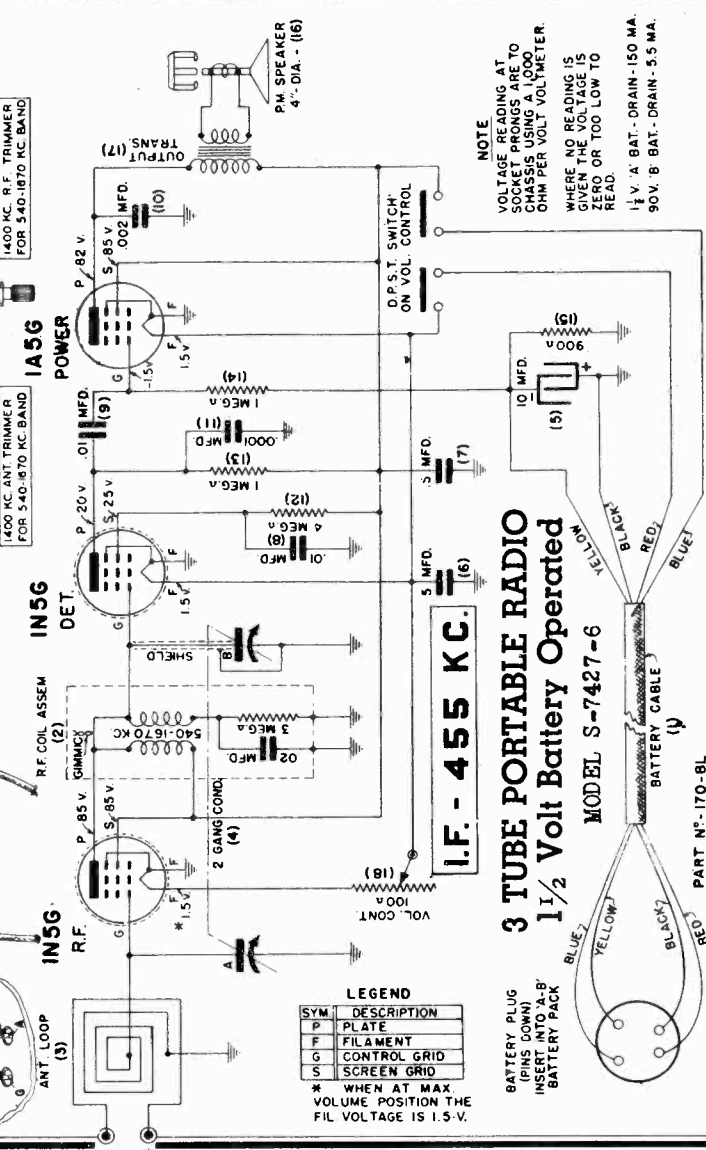 1400 KC. ANT. TRIMMER
FOR 540-1670 KC. BAND
1400 KC. R.F. TRIMMER
FOR 540-1670 KC. BAND
ANT. LOOP
(3)
G
A
1N5G
R.F.
P
85 V.
S
85 V.
G
F
F
* 1.5 V.
R.F. COIL ASSEM
(2)
GIMMIC
540-1670 KC.
3 MEG.Ω
.02
MFD.
2 GANG COND.
(4)
A
VOL. CONT.
100 Ω
(18)
1N5G
DET.
P
20 V.
S
25 V.
G
F
F
1.5 V.
SHIELD
B
.01
MFD.
(8)
4 MEG.Ω
(12)
1 MEG.Ω
(13)
.0001
MFD.
(11)
.01 MFD.
(9)
1A5G
POWER
P
82 V.
S
85 V.
G
-1.5 V.
F
F
1.5 V.
1 MEG.Ω
(14)
.002 MFD.
(10)
OUTPUT
TRANS.
(17)
P.M. SPEAKER
4"- DIA. - (16)
.5 MFD.
(6)
.5 MFD.
(7)
D.P.S.T. SWITCH
ON VOL. CONTROL
10 MFD.
(5)
-
+
900 Ω
(15)
NOTE
VOLTAGE READING AT
SOCKET PRONGS ARE TO
CHASSIS USING A 1,000
OHM PER VOLT VOLTMETER.
WHERE NO READING IS
GIVEN THE VOLTAGE IS
ZERO OR TOO LOW TO
READ.
1½ V. 'A' BAT. - DRAIN - 150 MA.
90 V. 'B' BAT. - DRAIN - 5.5 MA.
I.F. - 455 KC.
3 TUBE PORTABLE RADIO
1 1/2 Volt Battery Operated
MODEL S-7427-6
LEGEND
SYM. DESCRIPTION
P PLATE
F FILAMENT
G CONTROL GRID
S SCREEN GRID
* WHEN AT MAX.
VOLUME POSITION THE
FIL VOLTAGE IS 1.5-V.
BATTERY PLUG
(PINS DOWN)
INSERT INTO 'A-B'
BATTERY PACK
BLUE
YELLOW
BLACK
RED
BATTERY CABLE
(1)
YELLOW
BLACK
RED
BLUE
PART Nº.-170-BL